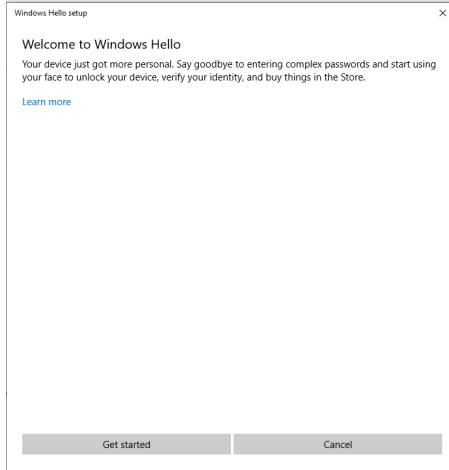 Windows Hello setup
Welcome to Windows Hello
Your device just got more personal. Say goodbye to entering complex passwords and start using
your face to unlock your device, verify your identity, and buy things in the Store.
Learn more
Get started
Cancel